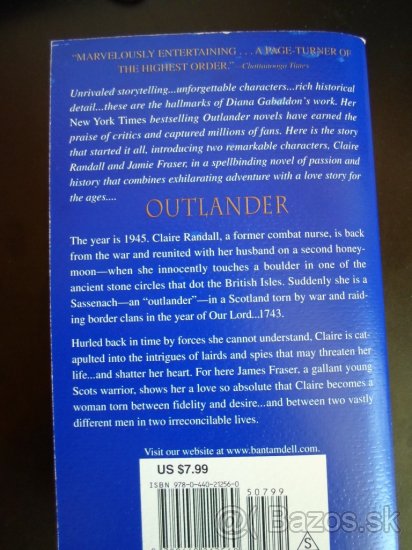 "MARVELOUSLY ENTERTAINING . . . A PAGE-TURNER OF
THE HIGHEST ORDER."—Chattanooga Times
Unrivaled storytelling...unforgettable characters...rich historical
detail...these are the hallmarks of Diana Gabaldon's work. Her
New York Times bestselling Outlander novels have earned the
praise of critics and captured millions of fans. Here is the story
that started it all, introducing two remarkable characters, Claire
Randall and Jamie Fraser, in a spellbinding novel of passion and
history that combines exhilarating adventure with a love story for
the ages....
OUTLANDER
The year is 1945. Claire Randall, a former combat nurse, is back
from the war and reunited with her husband on a second honey-
moon—when she innocently touches a boulder in one of the
ancient stone circles that dot the British Isles. Suddenly she is a
Sassenach—an "outlander"—in a Scotland torn by war and raid-
ing border clans in the year of Our Lord...1743.
Hurled back in time by forces she cannot understand, Claire is cat-
apulted into the intrigues of lairds and spies that may threaten her
life...and shatter her heart. For here James Fraser, a gallant young
Scots warrior, shows her a love so absolute that Claire becomes a
woman torn between fidelity and desire...and between two vastly
different men in two irreconcilable lives.
Visit our website at www.bantamdell.com.
US $7.99
ISBN 978-0-440-21256-0
50799
S
Bazos.sk